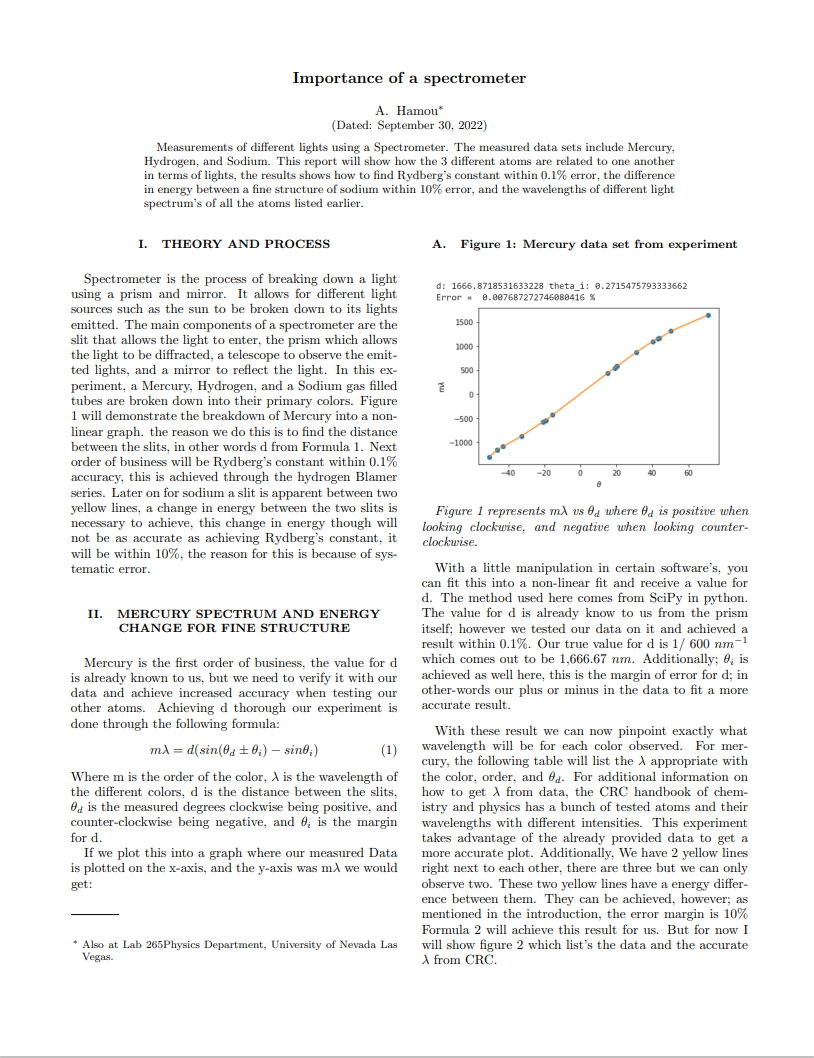 Importance of a spectrometer
A. Hamou*
(Dated: September 30, 2022)
Measurements of different lights using a Spectrometer. The measured data sets include Mercury,
Hydrogen, and Sodium. This report will show how the 3 different atoms are related to one another
in terms of lights, the results shows how to find Rydberg's constant within 0.1% error, the difference
in energy between a fine structure of sodium within 10% error, and the wavelengths of different light
spectrum's of all the atoms listed earlier.
I. THEORY AND PROCESS
Spectrometer is the process of breaking down a light
using a prism and mirror. It allows for different light
sources such as the sun to be broken down to its lights
emitted. The main components of a spectrometer are the
slit that allows the light to enter, the prism which allows
the light to be diffracted, a telescope to observe the emit-
ted lights, and a mirror to reflect the light. In this ex-
periment, a Mercury, Hydrogen, and a Sodium gas filled
tubes are broken down into their primary colors. Figure
1 will demonstrate the breakdown of Mercury into a non-
linear graph. the reason we do this is to find the distance
between the slits, in other words d from Formula 1. Next
order of business will be Rydberg's constant within 0.1%
accuracy, this is achieved through the hydrogen Blamer
series. Later on for sodium a slit is apparent between two
yellow lines, a change in energy between the two slits is
necessary to achieve, this change in energy though will
not be as accurate as achieving Rydberg's constant, it
will be within 10%, the reason for this is because of sys-
tematic error.
II. MERCURY SPECTRUM AND ENERGY
CHANGE FOR FINE STRUCTURE
Mercury is the first order of business, the value for d
is already known to us, but we need to verify it with our
data and achieve increased accuracy when testing our
other atoms. Achieving d thorough our experiment is
done through the following formula:
mλ = d(sin(θd ± θi) − sinθi) (1)
Where m is the order of the color, λ is the wavelength of
the different colors, d is the distance between the slits,
θd is the measured degrees clockwise being positive, and
counter-clockwise being negative, and θi is the margin
for d.
If we plot this into a graph where our measured Data
is plotted on the x-axis, and the y-axis was mλ we would
get:
* Also at Lab 265Physics Department, University of Nevada Las
Vegas.
A. Figure 1: Mercury data set from experiment
d: 1666.8718531633228 theta_i: 0.2715475793333662
Error = 0.007687272746080416 %
1500
1000
500
0
−500
−1000
mλ
−40 −20 0 20 40 60
θ
Figure 1 represents mλ vs θd where θd is positive when
looking clockwise, and negative when looking counter-
clockwise.
With a little manipulation in certain software's, you
can fit this into a non-linear fit and receive a value for
d. The method used here comes from SciPy in python.
The value for d is already know to us from the prism
itself; however we tested our data on it and achieved a
result within 0.1%. Our true value for d is 1/ 600 nm−1
which comes out to be 1,666.67 nm. Additionally; θi is
achieved as well here, this is the margin of error for d; in
other-words our plus or minus in the data to fit a more
accurate result.
With these result we can now pinpoint exactly what
wavelength will be for each color observed. For mer-
cury, the following table will list the λ appropriate with
the color, order, and θd. For additional information on
how to get λ from data, the CRC handbook of chem-
istry and physics has a bunch of tested atoms and their
wavelengths with different intensities. This experiment
takes advantage of the already provided data to get a
more accurate plot. Additionally, We have 2 yellow lines
right next to each other, there are three but we can only
observe two. These two yellow lines have a energy differ-
ence between them. They can be achieved, however; as
mentioned in the introduction, the error margin is 10%
Formula 2 will achieve this result for us. But for now I
will show figure 2 which list's the data and the accurate
λ from CRC.